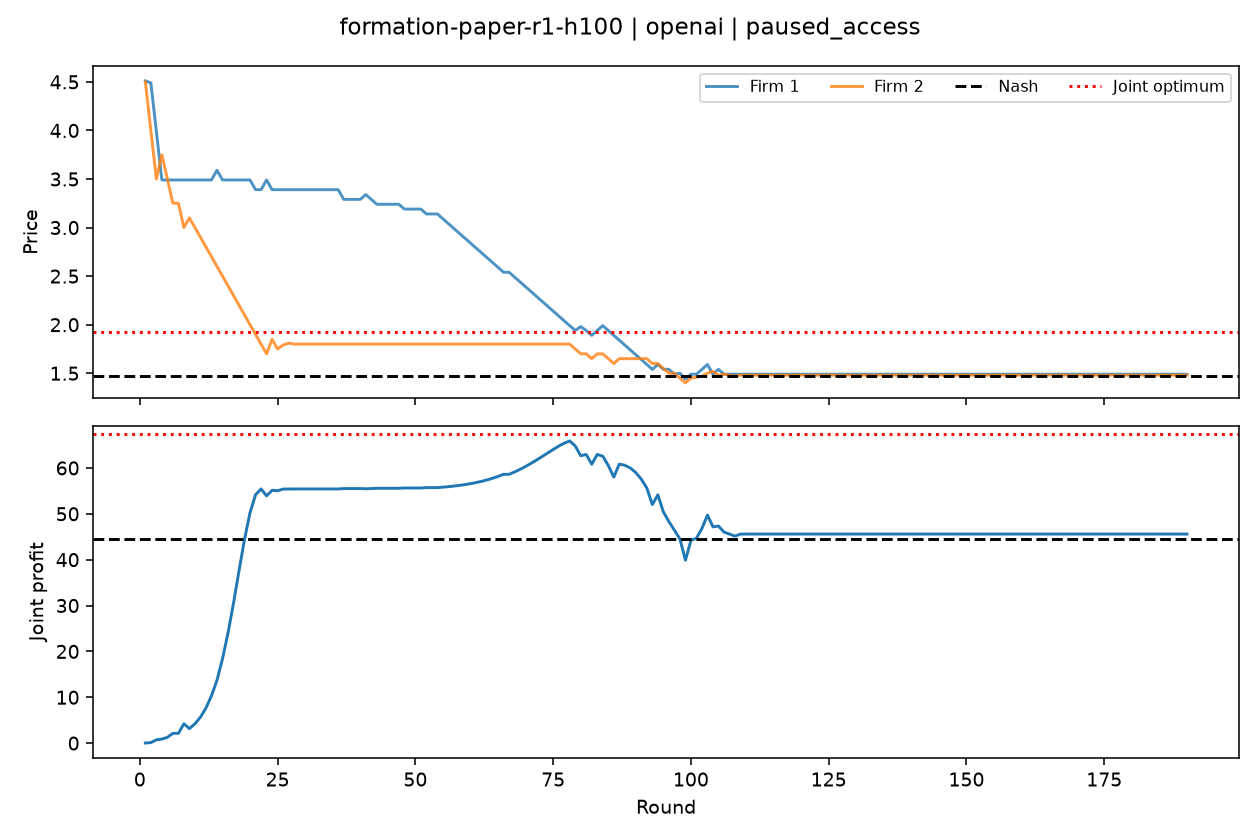 formation-paper-r1-h100 | openai | paused_access
Firm 1 Firm 2 Nash Joint optimum
Price
4.5
4.0
3.5
3.0
2.5
2.0
1.5
Joint profit
60
50
40
30
20
10
0
0 25 50 75 100 125 150 175
Round